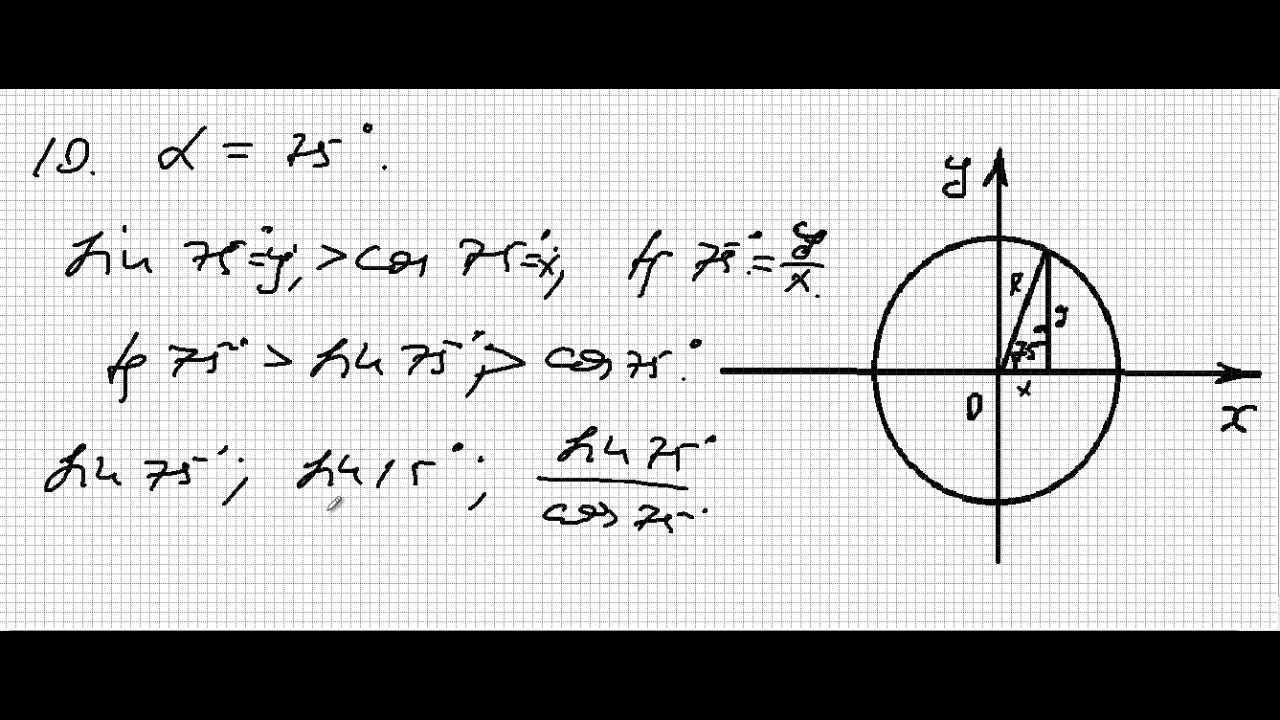 10. α = 75°.
sin 75° = y; > cos 75° = x; tg 75° = y/x.
tg 75° > sin 75°; > cos 75°.
sin 75°; sin 15°; sin 75°/cos 75°
y
R
y
75°
x
0
x